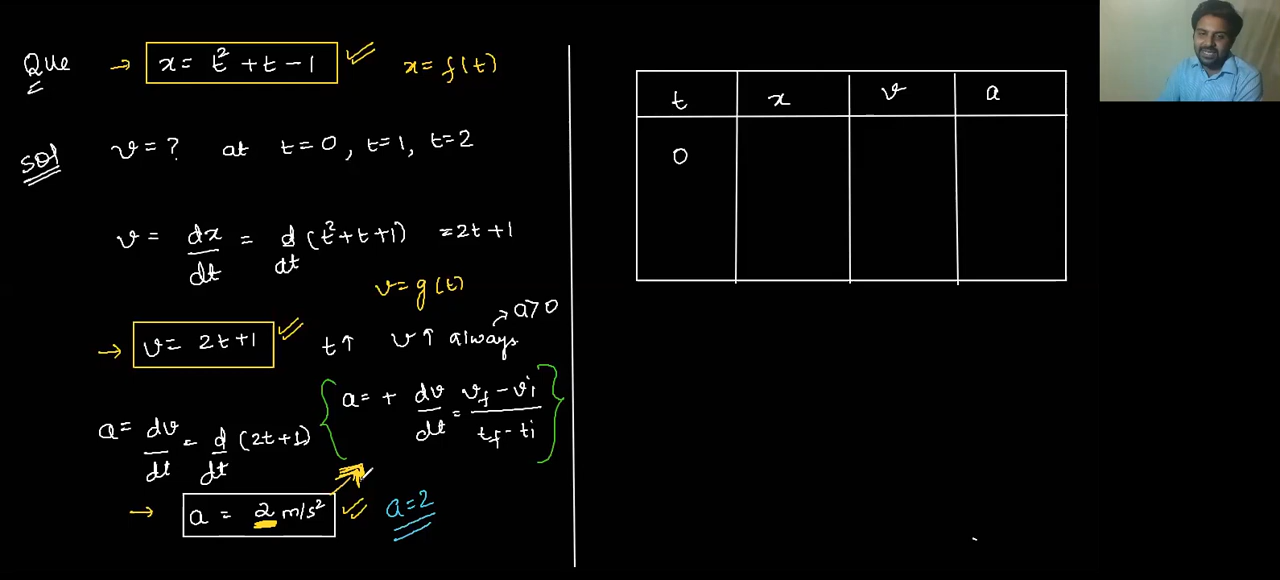 Que → x = t² + t - 1 x = f(t)
Sol v = ? at t = 0, t = 1, t = 2
v = dx/dt = d/dt (t² + t + 1) = 2t + 1
v = g(t)
→ a > 0
→ v = 2t + 1 t↑ v↑ always
{ a = + dv/dt = vf - vi / tf - ti }
a = dv/dt = d/dt (2t + 1)
→ a = 2 m/s² a = 2
t x v a
0